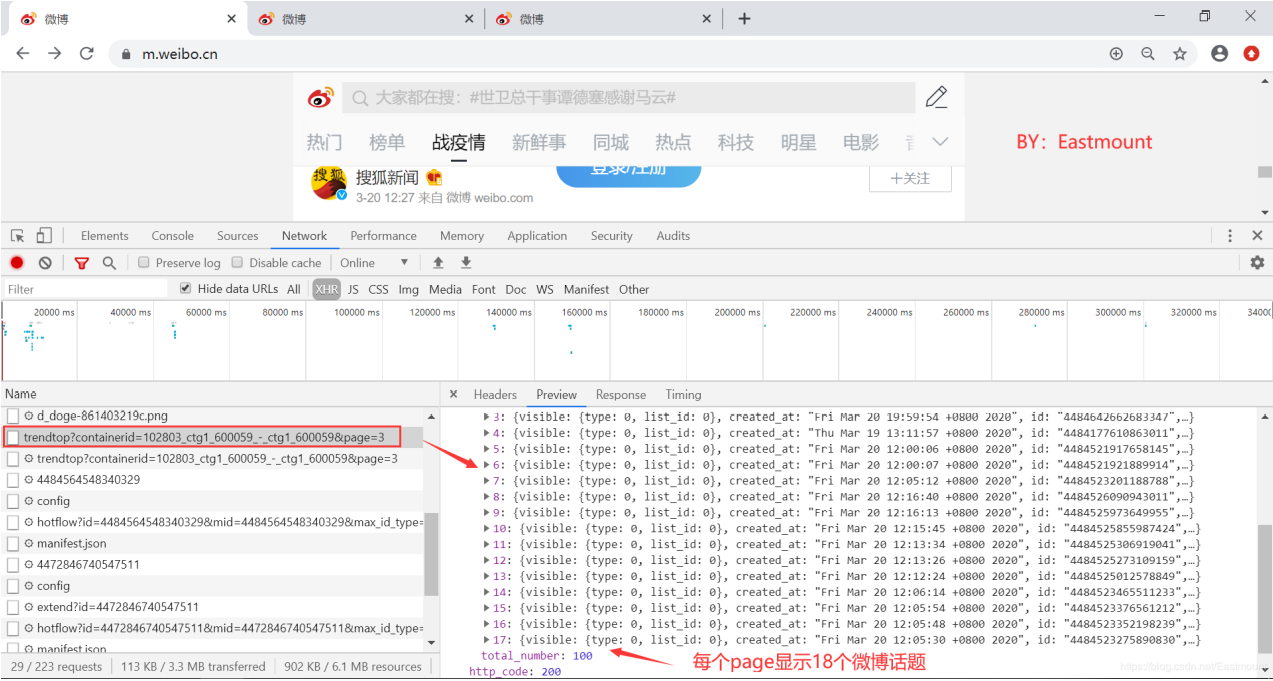 微博 微博 微博
m.weibo.cn
大家都在搜：#世卫总干事谭德塞感谢马云#
热门 榜单 战疫情 新鲜事 同城 热点 科技 明星 电影
BY：Eastmount
搜狐新闻 登录/注册 +关注
3-20 12:27 来自 微博 weibo.com
Elements Console Sources Network Performance Memory Application Security Audits
Preserve log Disable cache Online
Filter Hide data URLs All XHR JS CSS Img Media Font Doc WS Manifest Other
20000 ms 40000 ms 60000 ms 80000 ms 100000 ms 120000 ms 140000 ms 160000 ms 180000 ms 200000 ms 220000 ms 240000 ms 260000 ms 280000 ms 300000 ms 320000 ms 34000
Name
d_doge-861403219c.png
trendtop?containerid=102803_ctg1_600059_-_ctg1_600059&page=3
trendtop?containerid=102803_ctg1_600059_-_ctg1_600059&page=3
4484564548340329
config
hotflow?id=4484564548340329&mid=4484564548340329&max_id_type=
manifest.json
4472846740547511
config
extend?id=4472846740547511
hotflow?id=4472846740547511&mid=4472846740547511&max_id_type=
manifest.json
29 / 223 requests 113 KB / 3.3 MB transferred 902 KB / 6.1 MB resources
Headers Preview Response Timing
3: {visible: {type: 0, list_id: 0}, created_at: "Fri Mar 20 19:59:54 +0800 2020", id: "4484642662683347",…}
4: {visible: {type: 0, list_id: 0}, created_at: "Thu Mar 19 13:11:57 +0800 2020", id: "4484177610863011",…}
5: {visible: {type: 0, list_id: 0}, created_at: "Fri Mar 20 12:00:06 +0800 2020", id: "4484521917658145",…}
6: {visible: {type: 0, list_id: 0}, created_at: "Fri Mar 20 12:00:07 +0800 2020", id: "4484521921889914",…}
7: {visible: {type: 0, list_id: 0}, created_at: "Fri Mar 20 12:05:12 +0800 2020", id: "4484523201188788",…}
8: {visible: {type: 0, list_id: 0}, created_at: "Fri Mar 20 12:16:40 +0800 2020", id: "4484526090943011",…}
9: {visible: {type: 0, list_id: 0}, created_at: "Fri Mar 20 12:16:13 +0800 2020", id: "4484525973649955",…}
10: {visible: {type: 0, list_id: 0}, created_at: "Fri Mar 20 12:15:45 +0800 2020", id: "4484525855987424",…}
11: {visible: {type: 0, list_id: 0}, created_at: "Fri Mar 20 12:13:34 +0800 2020", id: "4484525306919041",…}
12: {visible: {type: 0, list_id: 0}, created_at: "Fri Mar 20 12:13:26 +0800 2020", id: "4484525273109159",…}
13: {visible: {type: 0, list_id: 0}, created_at: "Fri Mar 20 12:12:24 +0800 2020", id: "4484525012578849",…}
14: {visible: {type: 0, list_id: 0}, created_at: "Fri Mar 20 12:06:14 +0800 2020", id: "4484523465511233",…}
15: {visible: {type: 0, list_id: 0}, created_at: "Fri Mar 20 12:05:54 +0800 2020", id: "4484523376561212",…}
16: {visible: {type: 0, list_id: 0}, created_at: "Fri Mar 20 12:05:48 +0800 2020", id: "4484523352198239",…}
17: {visible: {type: 0, list_id: 0}, created_at: "Fri Mar 20 12:05:30 +0800 2020", id: "4484523275890830",…}
total_number: 100
每个page显示18个微博话题
http_code: 200
https://blog.csdn.net/Eastmount